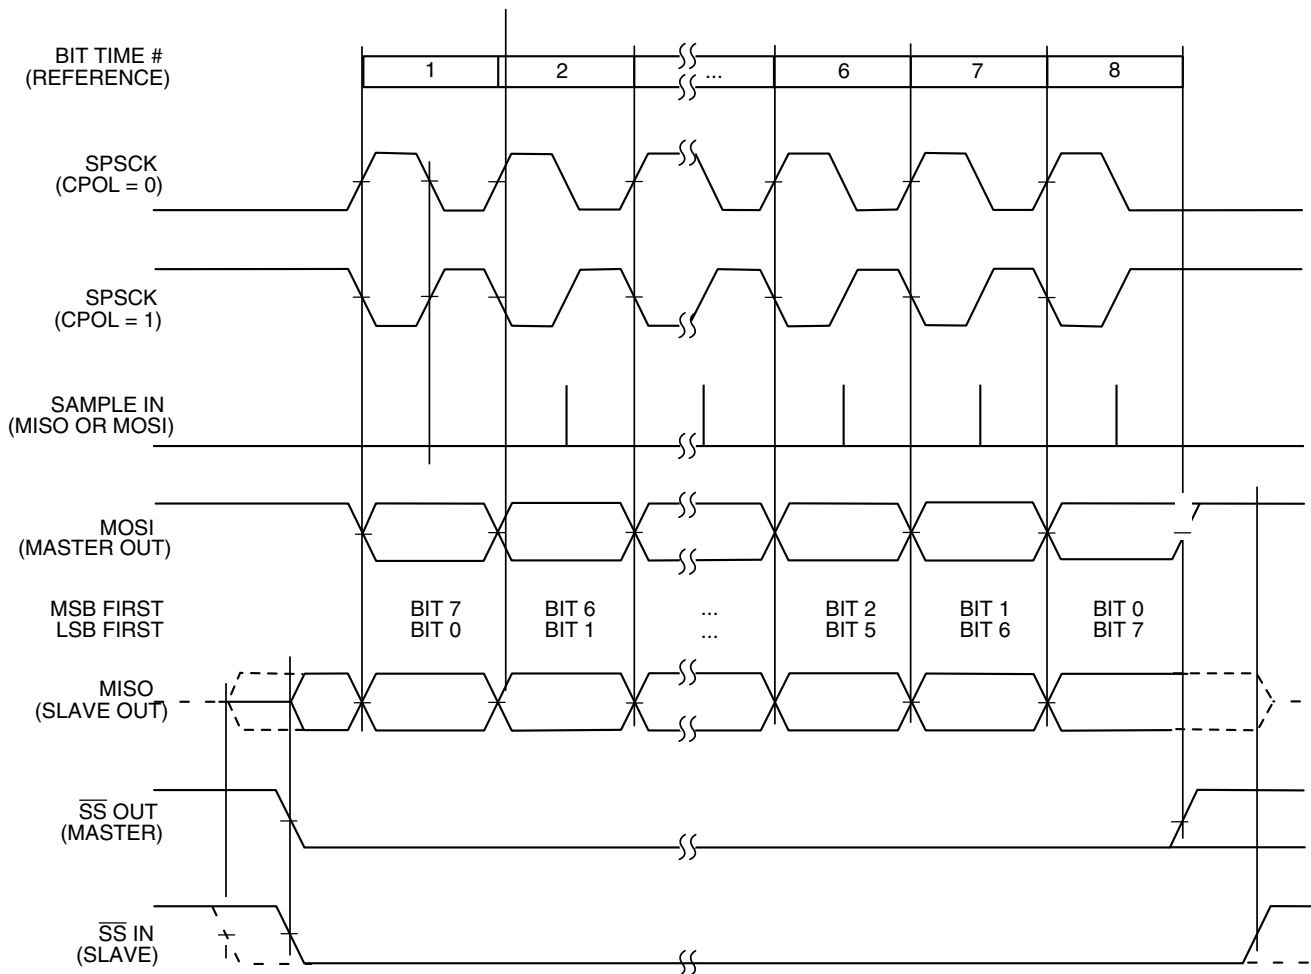 BIT TIME #
(REFERENCE)
1 2 ... 6 7 8
SPSCK
(CPOL = 0)
SPSCK
(CPOL = 1)
SAMPLE IN
(MISO OR MOSI)
MOSI
(MASTER OUT)
MSB FIRST BIT 7 BIT 6 ... BIT 2 BIT 1 BIT 0
LSB FIRST BIT 0 BIT 1 ... BIT 5 BIT 6 BIT 7
MISO
(SLAVE OUT)
SS OUT
(MASTER)
SS IN
(SLAVE)